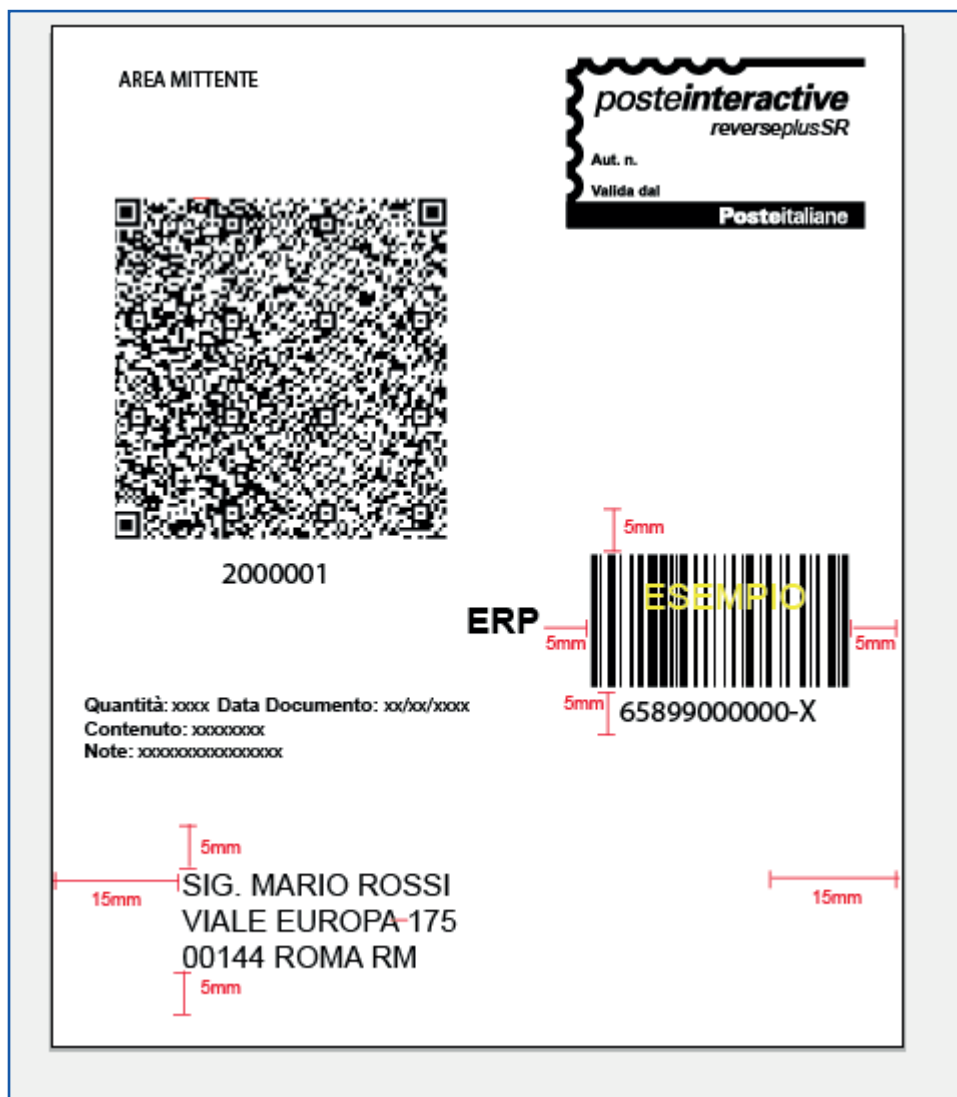 AREA MITTENTE
posteinteractive
reverseplusSR
Aut. n.
Valida dal
Posteitaliane
2000001
5mm
ESEMPIO
ERP
5mm
5mm
5mm
65899000000-X
Quantità: xxxx Data Documento: xx/xx/xxxx
Contenuto: xxxxxxxx
Note: xxxxxxxxxxxxxxxx
5mm
15mm
SIG. MARIO ROSSI
15mm
VIALE EUROPA 175
00144 ROMA RM
5mm